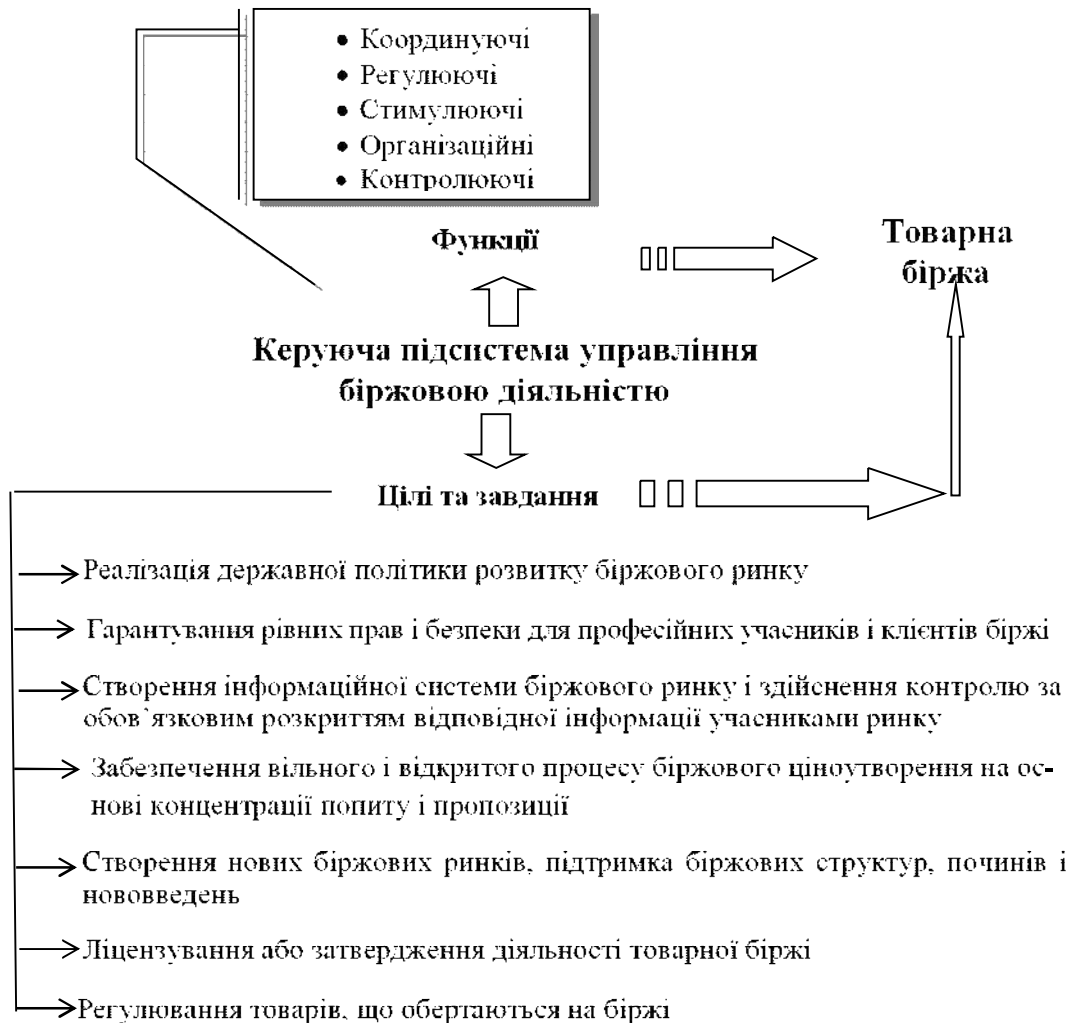 • Координуючі
• Регулюючі
• Стимулюючі
• Організаційні
• Контролюючі
Функції
Товарна
біржа
Керуюча підсистема управління
біржовою діяльністю
Цілі та завдання
Реалізація державної політики розвитку біржового ринку
Гарантування рівних прав і безпеки для професійних учасників і клієнтів біржі
Створення інформаційної системи біржового ринку і здійснення контролю за
обов`язковим розкриттям відповідної інформації учасниками ринку
Забезпечення вільного і відкритого процесу біржового ціноутворення на ос-
нові концентрації попиту і пропозиції
Створення нових біржових ринків, підтримка біржових структур, починів і
нововведень
Ліцензування або затвердження діяльності товарної біржі
Регулювання товарів, що обертаються на біржі